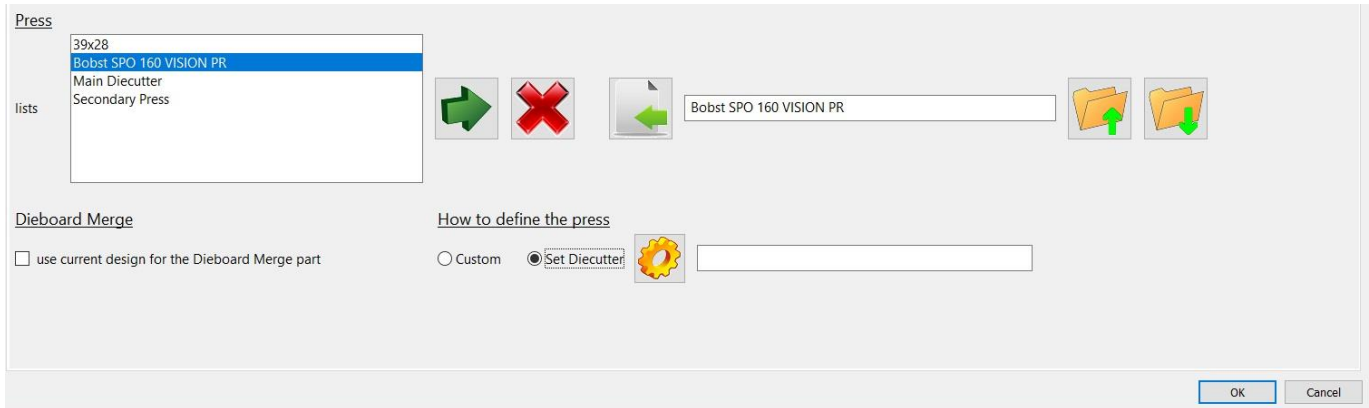 Press
lists
39x28
Bobst SPO 160 VISION PR
Main Diecutter
Secondary Press
Bobst SPO 160 VISION PR
Dieboard Merge
How to define the press
use current design for the Dieboard Merge part
Custom
Set Diecutter
OK
Cancel